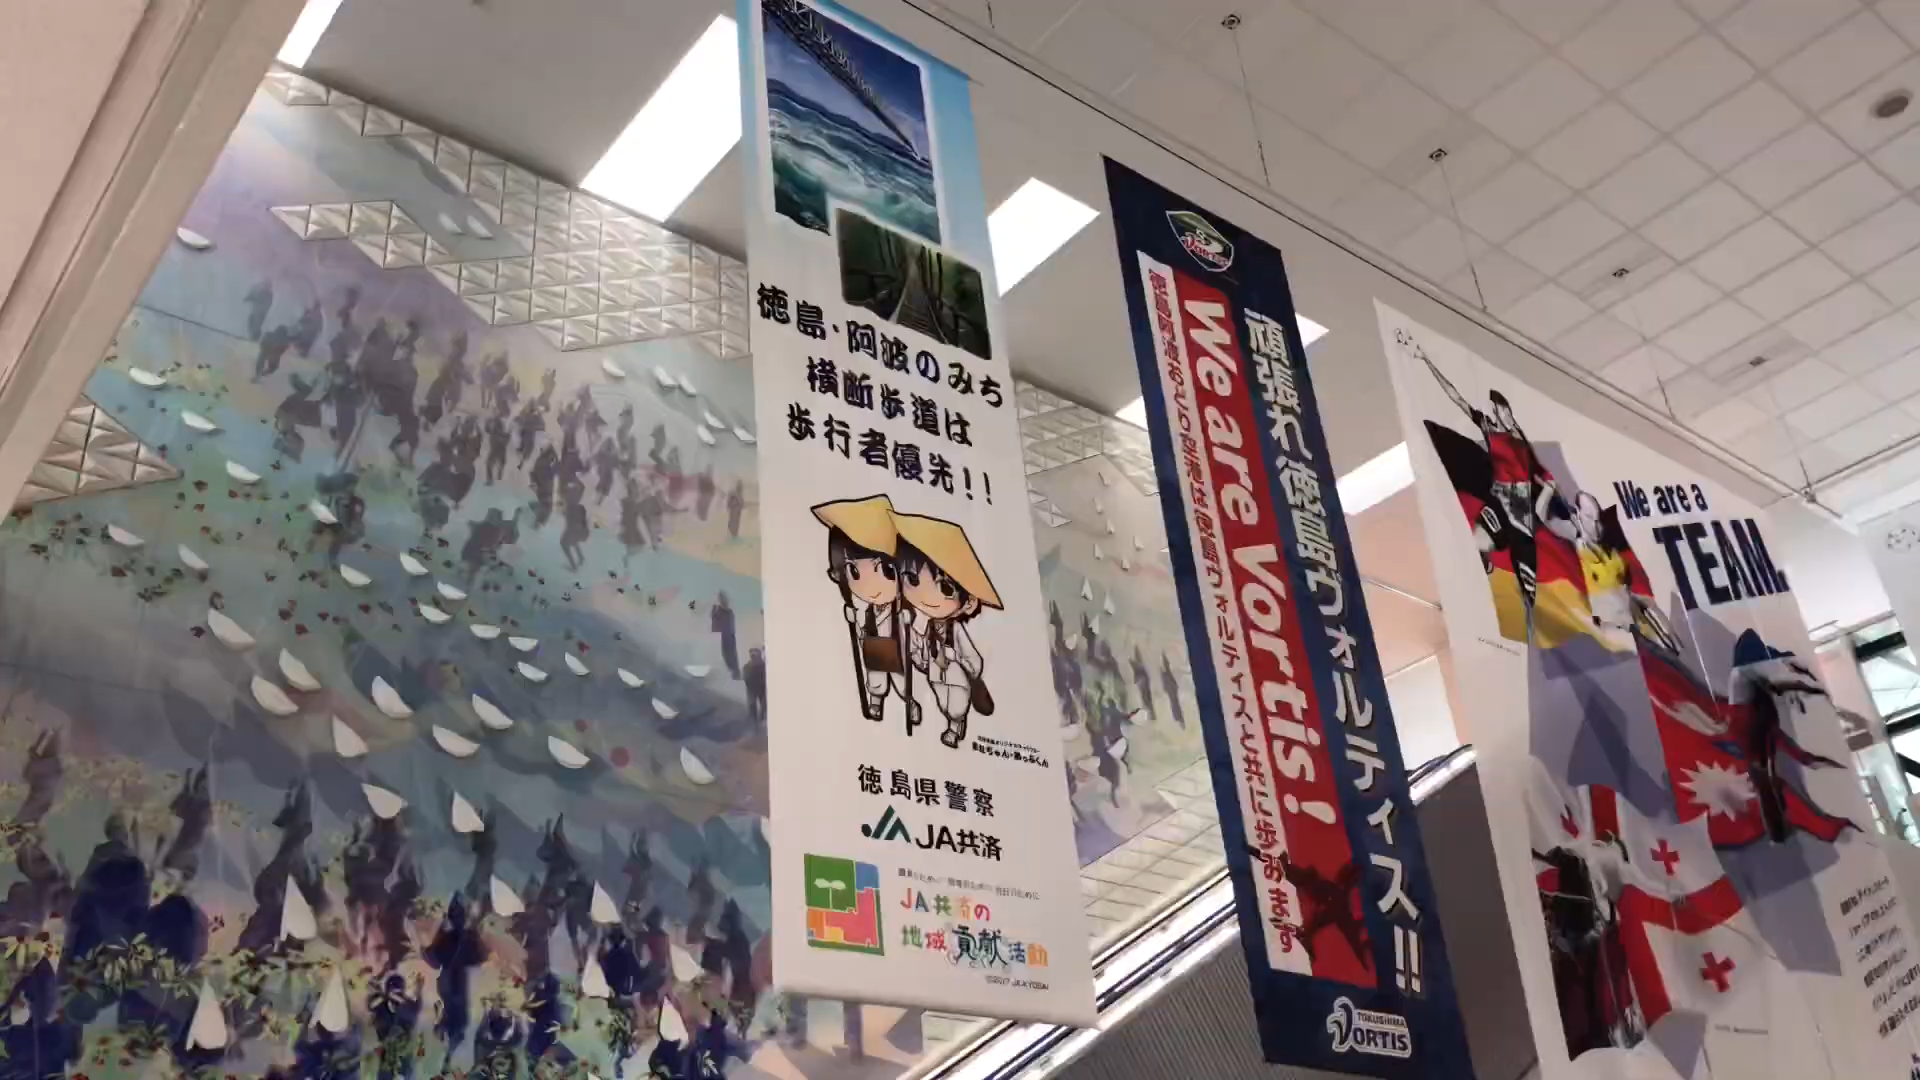 徳島・阿波のみち
横断歩道は
歩行者優先!!
徳島県警察
JA共済
JA共済の
地域貢献活動
Vortis
頑張れ徳島ヴォルティス!!
We are Vortis!
徳島阿波おどり空港は徳島ヴォルティスと共に歩みます
TOKUSHIMA
VORTIS
We are a
TEAM.